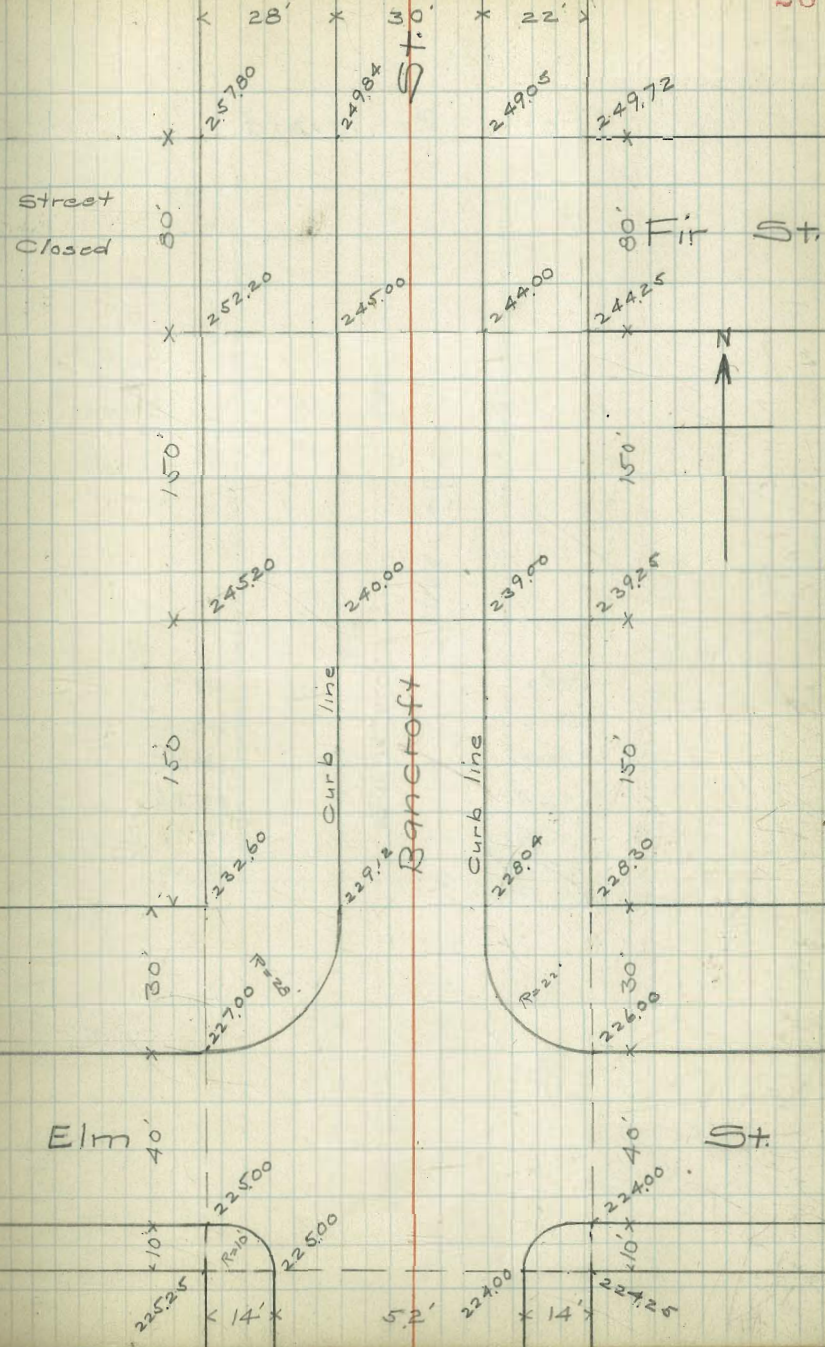 28' 30' 22'
St.
257.80 249.84 249.05 249.72
Street
Closed
80' 80' Fir St.
252.20 245.00 244.00 244.25
N
150' 150'
245.20 240.00 239.00 239.25
Curb line
Bancroft
Curb line
150' 150'
232.60 229.12 228.04 228.30
30' R=28' R=22' 30'
227.00 226.00
Elm 40' 40' St.
225.00 224.00
10' R=10' 225.00 10'
225.25 224.00 224.25
14' 52' 14'